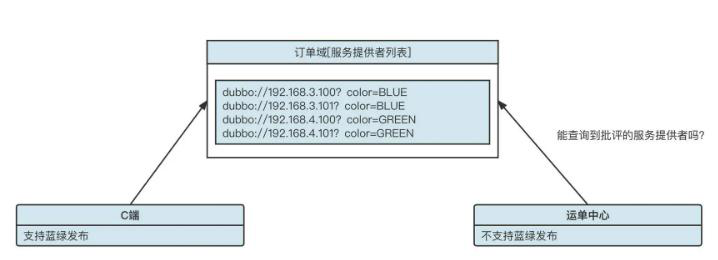 订单域[服务提供者列表]
dubbo://192.168.3.100? color=BLUE
dubbo://192.168.3.101? color=BLUE
dubbo://192.168.4.100? color=GREEN
dubbo://192.168.4.101? color=GREEN
能查询到批评的服务提供者吗?
C端
支持蓝绿发布
运单中心
不支持蓝绿发布